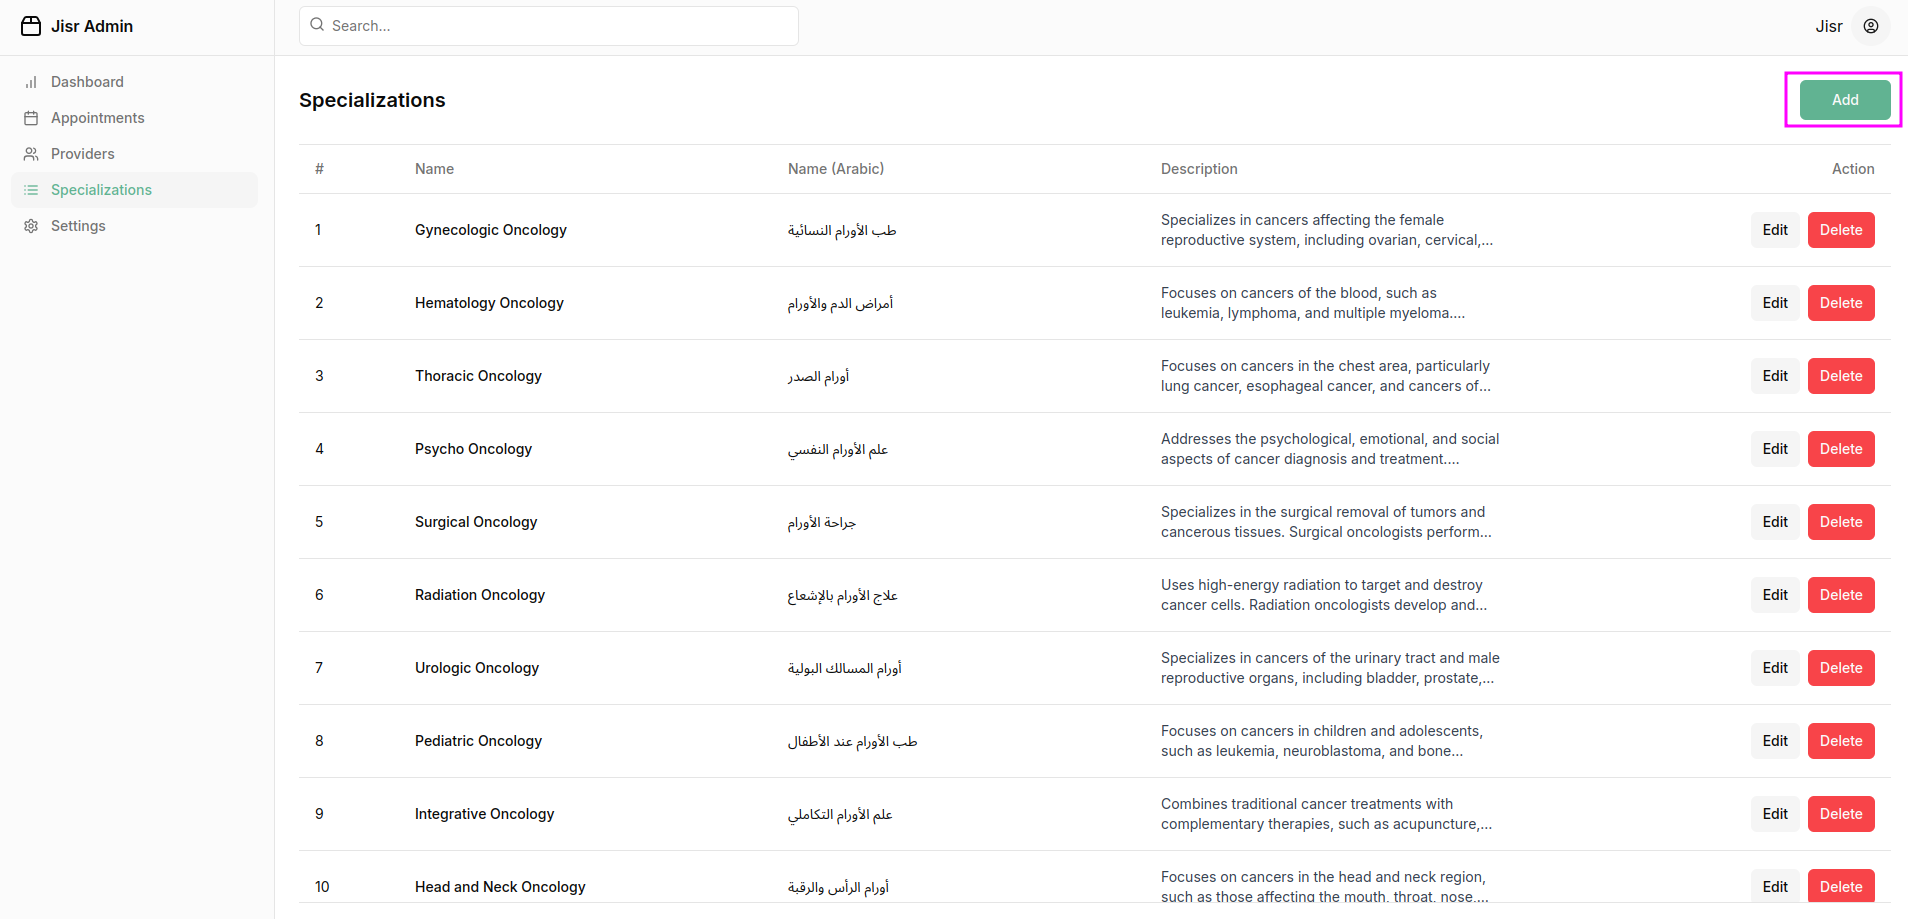 Jisr Admin
Search...
Jisr
Dashboard
Appointments
Providers
Specializations
Settings
Specializations
Add
# Name Name (Arabic) Description Action
1 Gynecologic Oncology طب الأورام النسائية Specializes in cancers affecting the female
reproductive system, including ovarian, cervical,... Edit Delete
2 Hematology Oncology أمراض الدم والأورام Focuses on cancers of the blood, such as
leukemia, lymphoma, and multiple myeloma.... Edit Delete
3 Thoracic Oncology أورام الصدر Focuses on cancers in the chest area, particularly
lung cancer, esophageal cancer, and cancers of... Edit Delete
4 Psycho Oncology علم الأورام النفسي Addresses the psychological, emotional, and social
aspects of cancer diagnosis and treatment.... Edit Delete
5 Surgical Oncology جراحة الأورام Specializes in the surgical removal of tumors and
cancerous tissues. Surgical oncologists perform... Edit Delete
6 Radiation Oncology علاج الأورام بالإشعاع Uses high-energy radiation to target and destroy
cancer cells. Radiation oncologists develop and... Edit Delete
7 Urologic Oncology أورام المسالك البولية Specializes in cancers of the urinary tract and male
reproductive organs, including bladder, prostate,... Edit Delete
8 Pediatric Oncology طب الأورام عند الأطفال Focuses on cancers in children and adolescents,
such as leukemia, neuroblastoma, and bone... Edit Delete
9 Integrative Oncology علم الأورام التكاملي Combines traditional cancer treatments with
complementary therapies, such as acupuncture,... Edit Delete
10 Head and Neck Oncology أورام الرأس والرقبة Focuses on cancers in the head and neck region,
such as those affecting the mouth, throat, nose,... Edit Delete